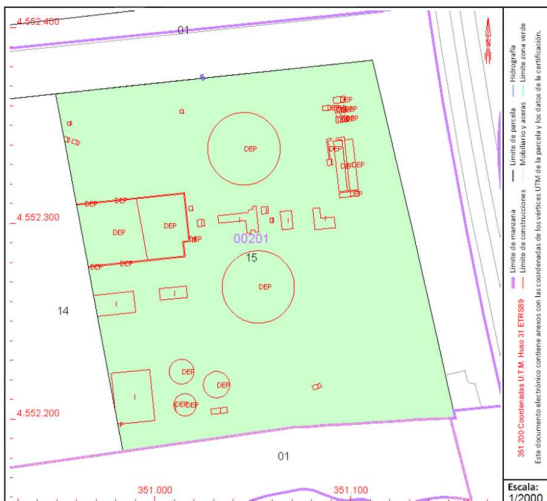 4.552.400
01
8
DEP
DEP
DEP
DEP
DEP
DEP
DEP
DEP
DEP
4.552.300
DEP
DEP
DEP
DEP
DEP
00201
15
DEP
DEP
DEP
I
I
I
I
14
I
DEP
DEP
DEP
DEP
I
P
4.552.200
01
351.000
351.100
Límite de manzana
Límite de parcela
Hidrografía
351.200 Coordenadas U.T.M. Huso 31 ETRS89
Límite de construcciones
Mobiliario y aceras
Límite zona verde
Este documento electrónico contiene anexos con las coordenadas de los vértices UTM de la parcela y los datos de la certificación.
Escala:
1/2000